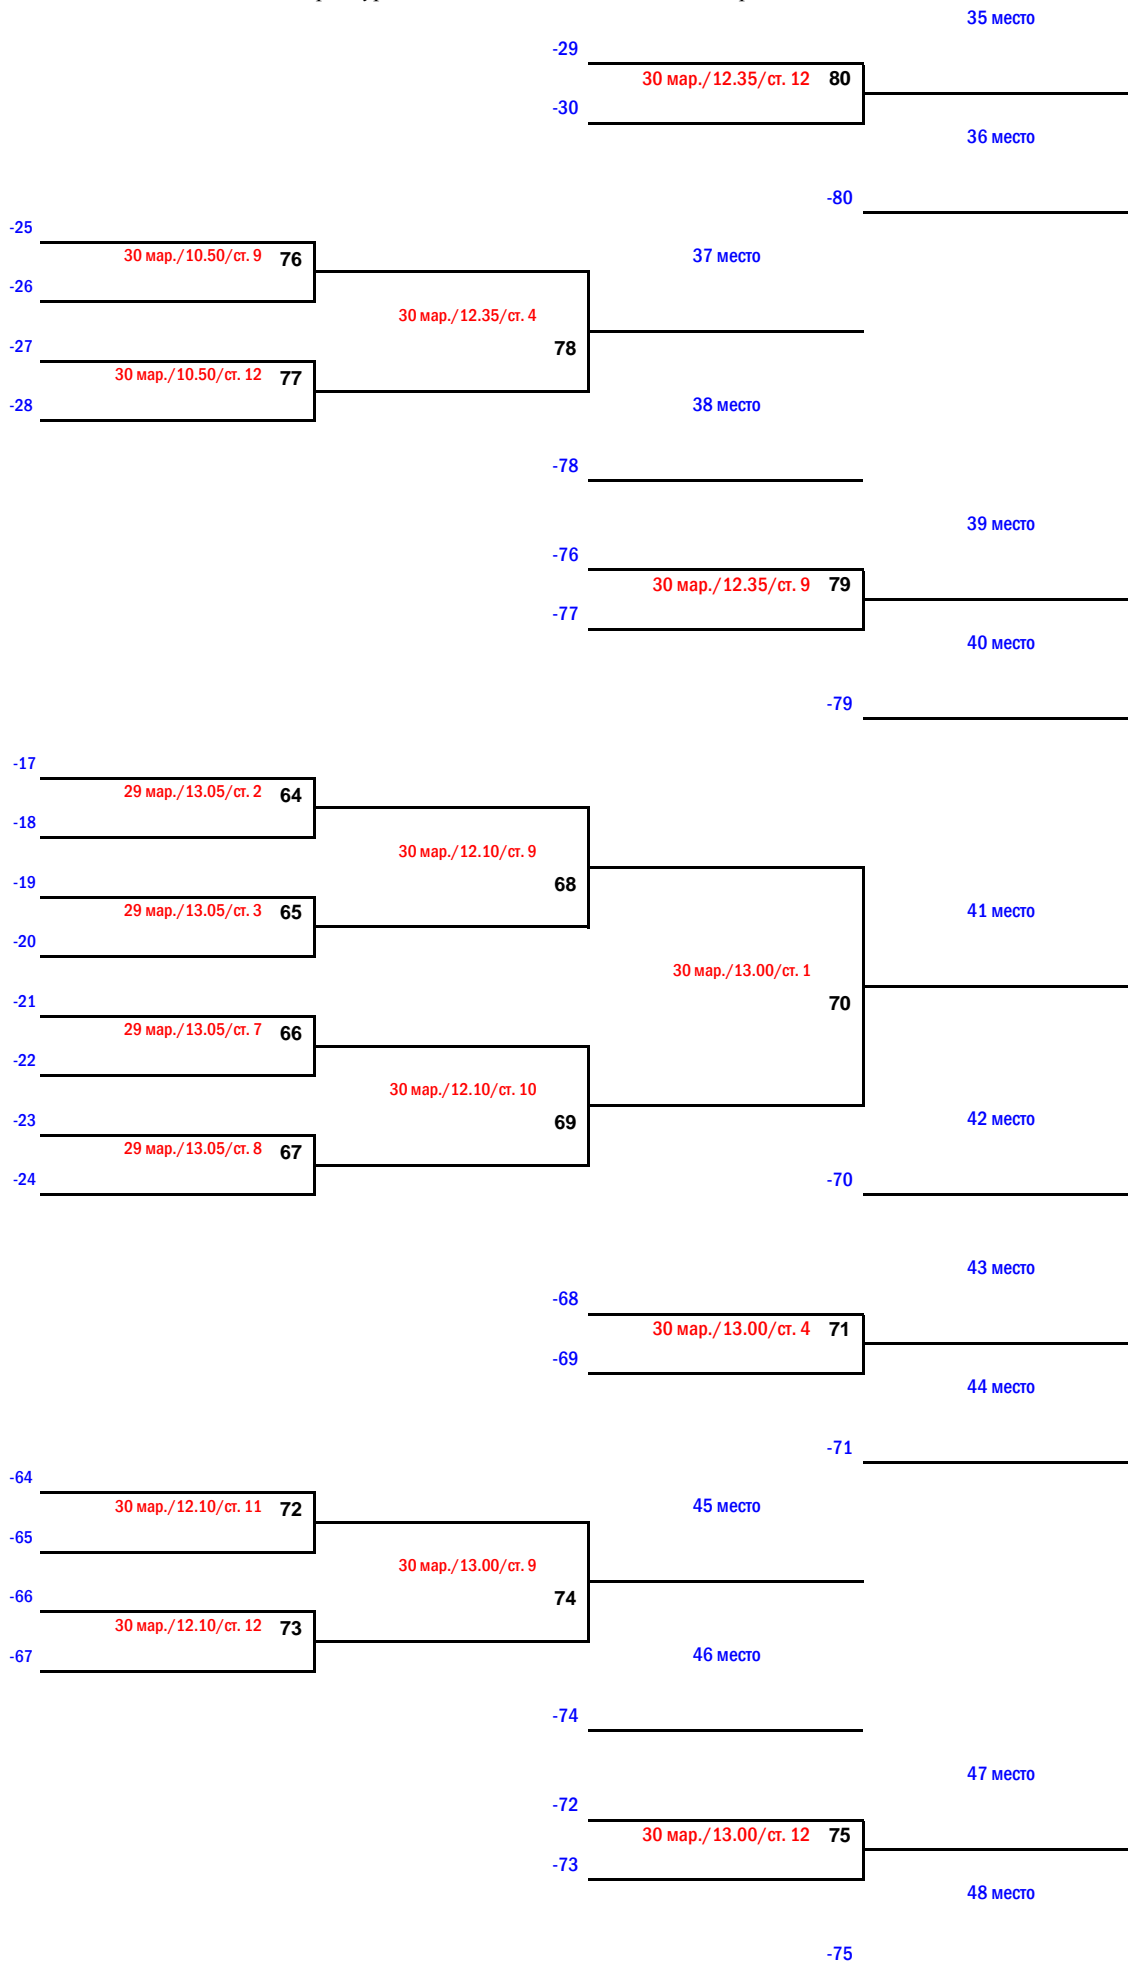 35 место
-29
30 мар./12.35/ст. 12 80
-30
36 место
-80
-25
30 мар./10.50/ст. 9 76
37 место
-26
30 мар./12.35/ст. 4
-27
78
30 мар./10.50/ст. 12 77
-28
38 место
-78
39 место
-76
30 мар./12.35/ст. 9 79
-77
40 место
-79
-17
29 мар./13.05/ст. 2 64
-18
30 мар./12.10/ст. 9
-19
68
29 мар./13.05/ст. 3 65
41 место
-20
30 мар./13.00/ст. 1
-21
70
29 мар./13.05/ст. 7 66
-22
30 мар./12.10/ст. 10
-23
69
42 место
29 мар./13.05/ст. 8 67
-24
-70
43 место
-68
30 мар./13.00/ст. 4 71
-69
44 место
-71
-64
30 мар./12.10/ст. 11 72
45 место
-65
30 мар./13.00/ст. 9
-66
74
30 мар./12.10/ст. 12 73
-67
46 место
-74
47 место
-72
30 мар./13.00/ст. 12 75
-73
48 место
-75